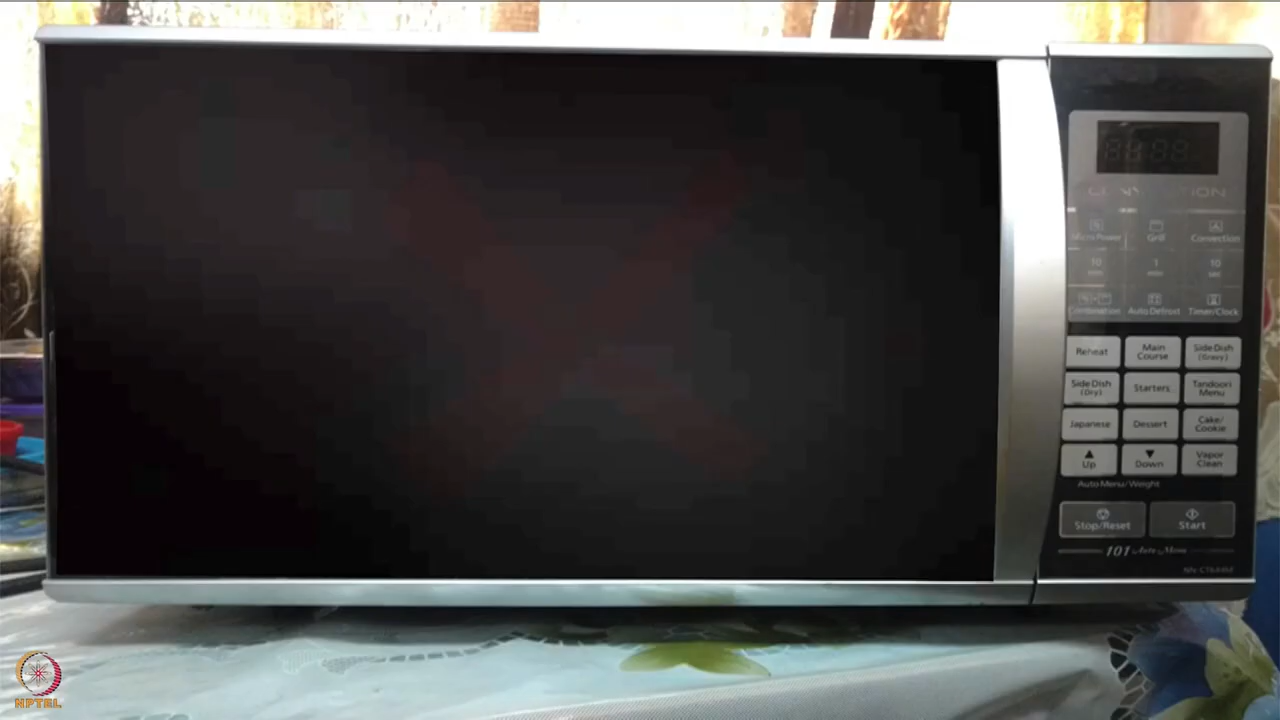 CONVECTION
Micro Power Grill Convection
10 min 1 min 10 sec
Combination Auto Defrost Timer/Clock
Reheat Main Course Side Dish (Gravy)
Side Dish (Dry) Starters Tandoori Menu
Japanese Dessert Cake/Cookie
Up Down Vapor Clean
Auto Menu/Weight
Stop/Reset Start
101 Auto Menu
NPTEL